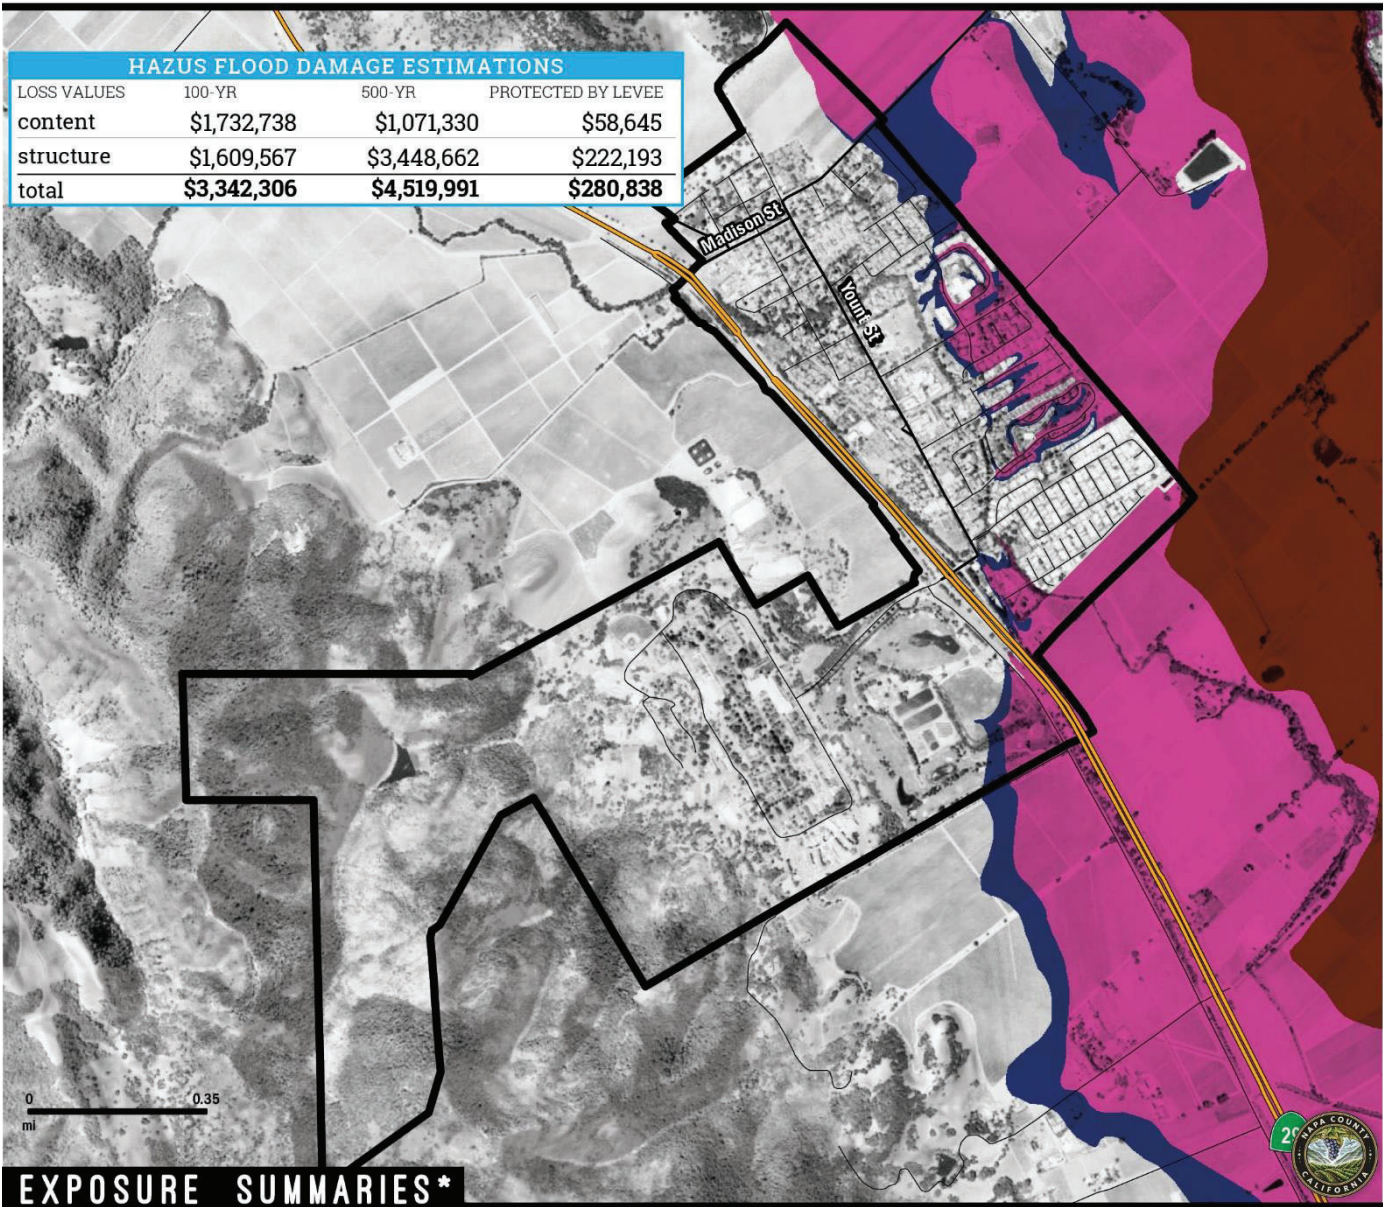 HAZUS FLOOD DAMAGE ESTIMATIONS
LOSS VALUES 100-YR 500-YR PROTECTED BY LEVEE
content $1,732,738 $1,071,330 $58,645
structure $1,609,567 $3,448,662 $222,193
total $3,342,306 $4,519,991 $280,838
Madison St
Yount St
0 0.35
mi
29
NAPA COUNTY
CALIFORNIA
EXPOSURE SUMMARIES*